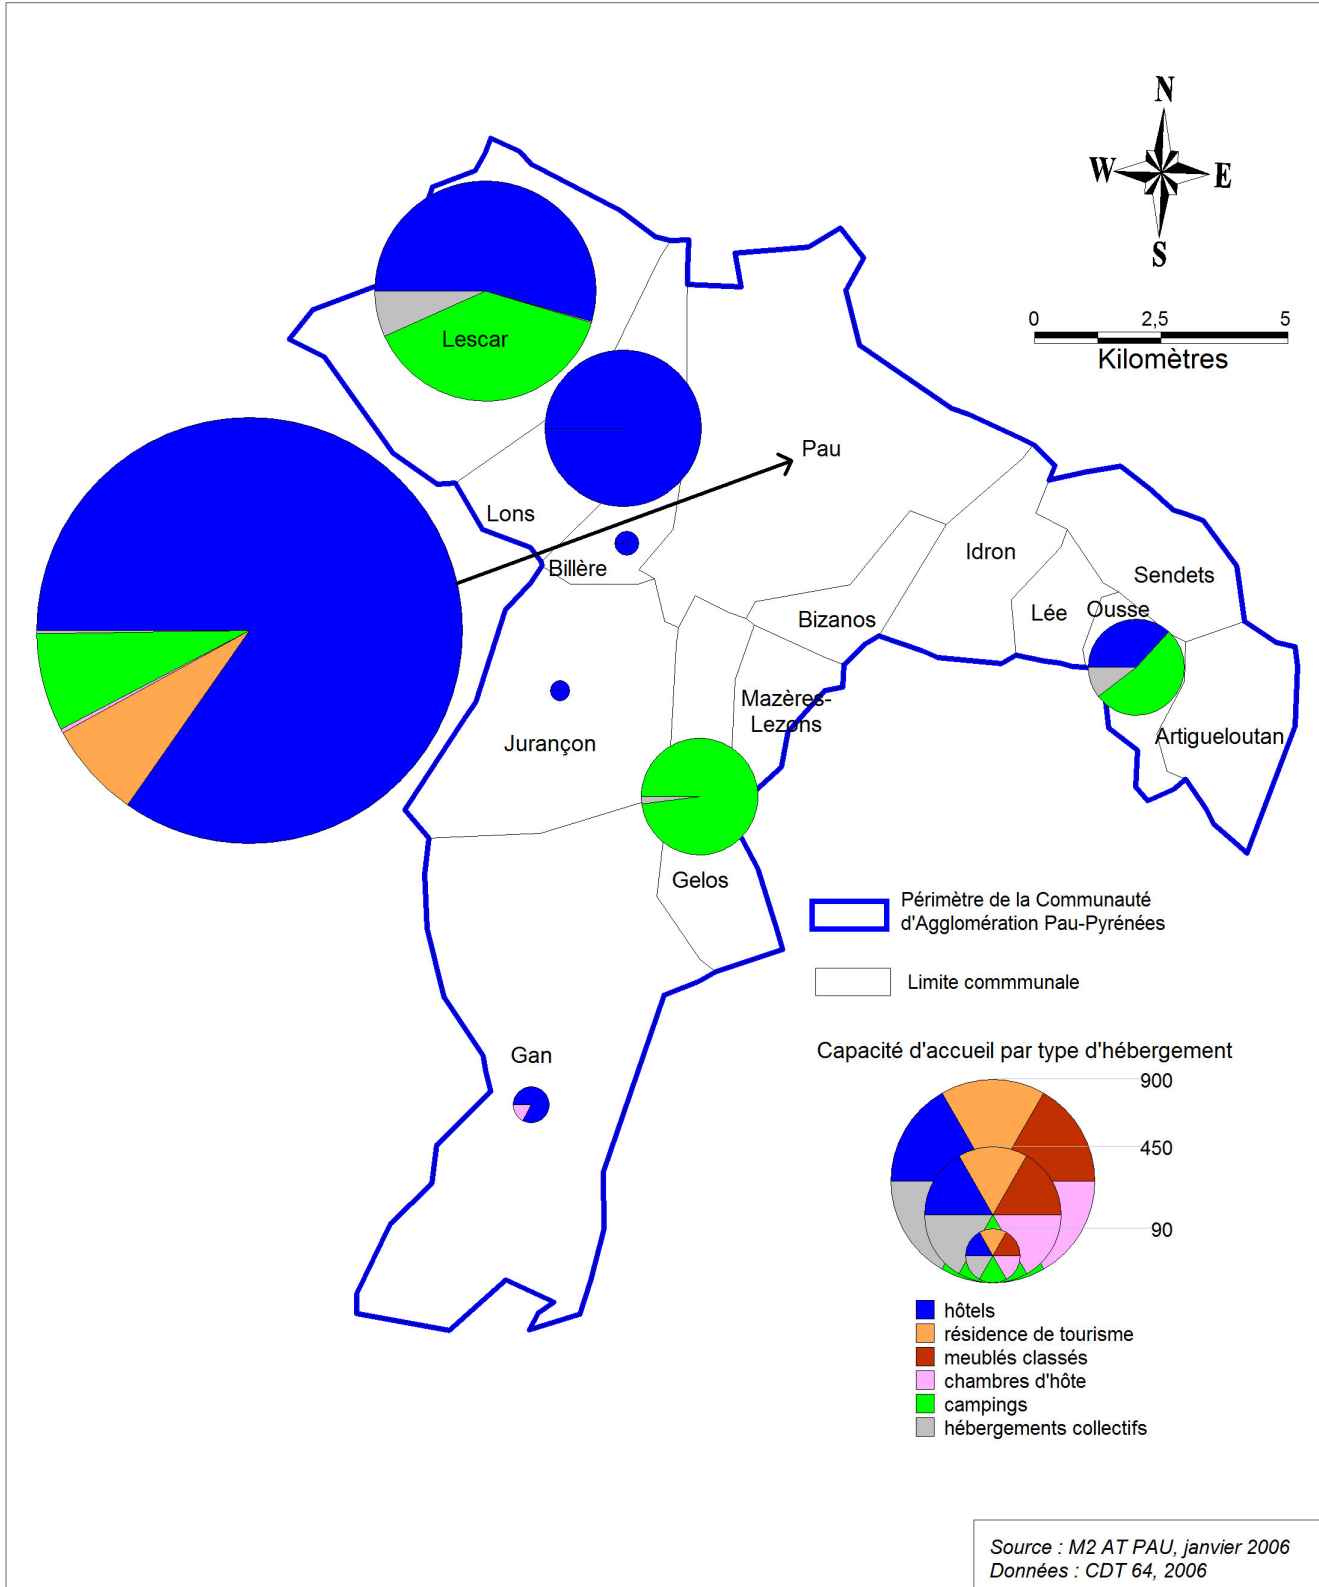 N
W
E
S
0 2,5 5
Kilomètres
Lescar
Pau
Lons
Billère
Idron
Sendets
Lée
Ousse
Bizanos
Mazères-
Lezons
Jurançon
Artigueloutan
Gelos
Gan
Périmètre de la Communauté
d'Agglomération Pau-Pyrénées
Limite commmunale
Capacité d'accueil par type d'hébergement
900
450
90
hôtels
résidence de tourisme
meublés classés
chambres d'hôte
campings
hébergements collectifs
Source : M2 AT PAU, janvier 2006
Données : CDT 64, 2006